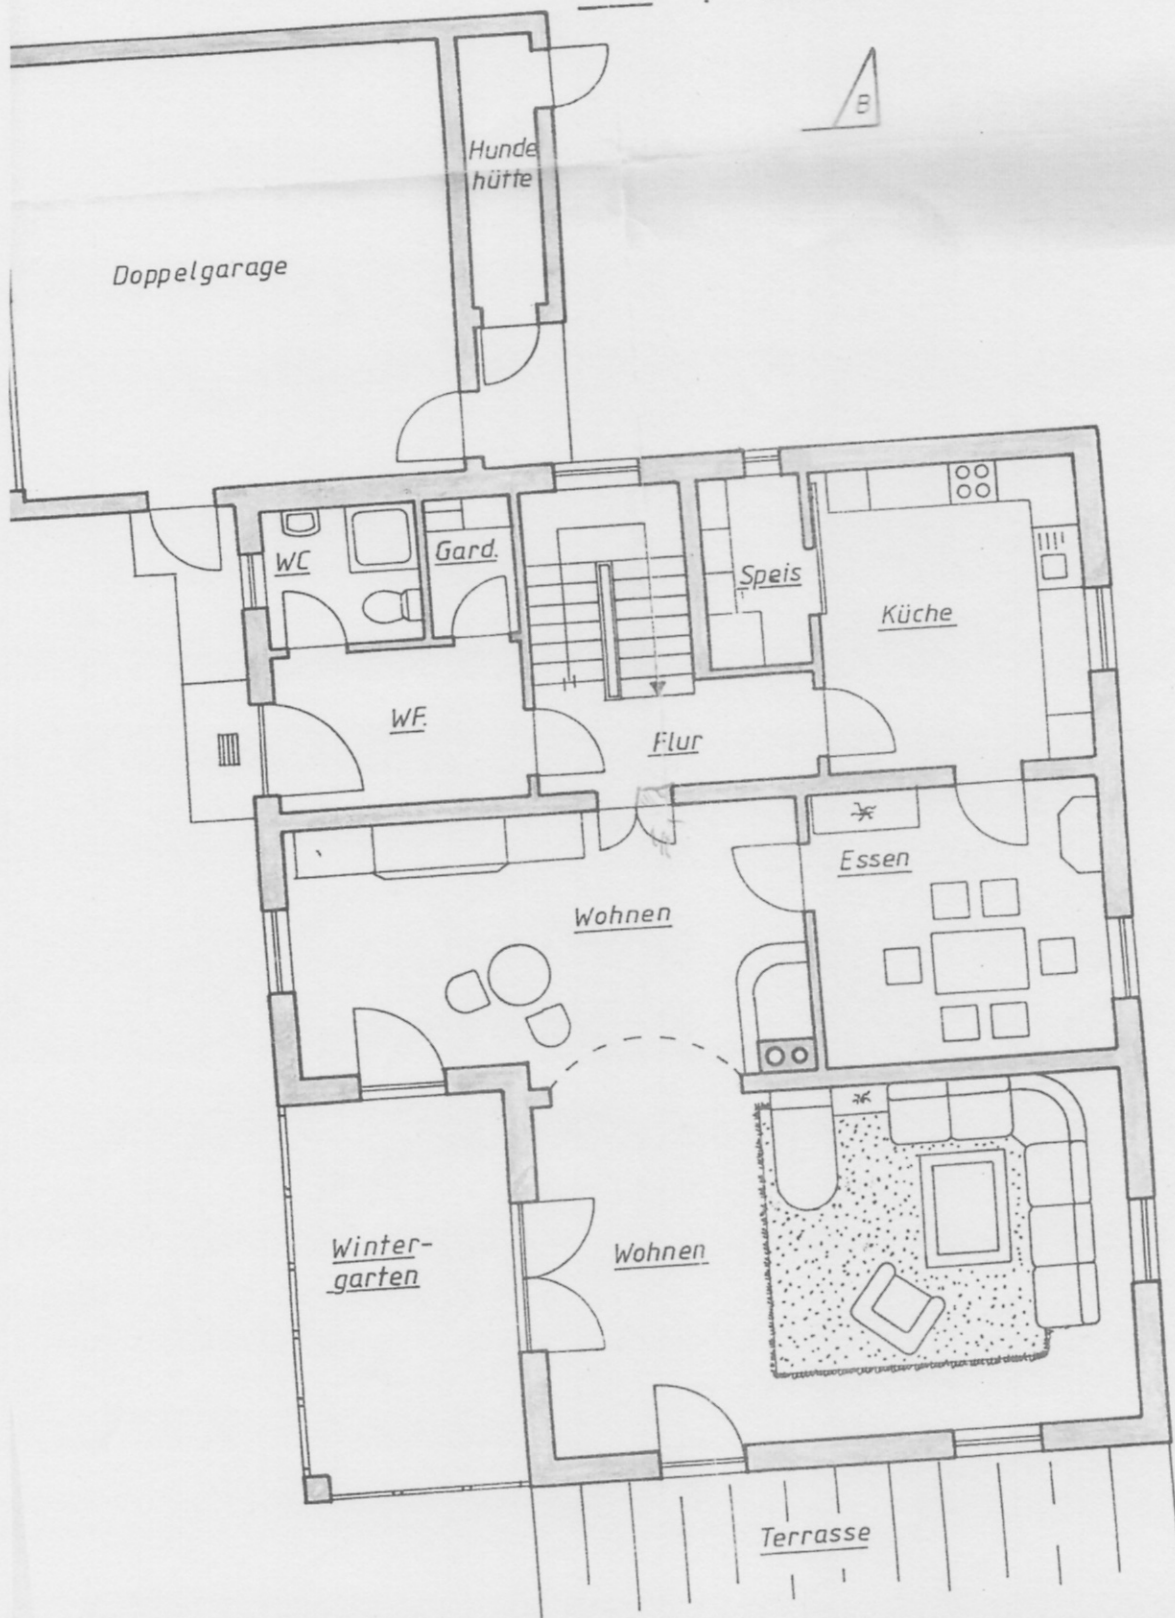 B
Hunde
hütte
Doppelgarage
WC
Gard.
Speis
Küche
WF.
Flur
Essen
Wohnen
Winter-
garten
Wohnen
Terrasse